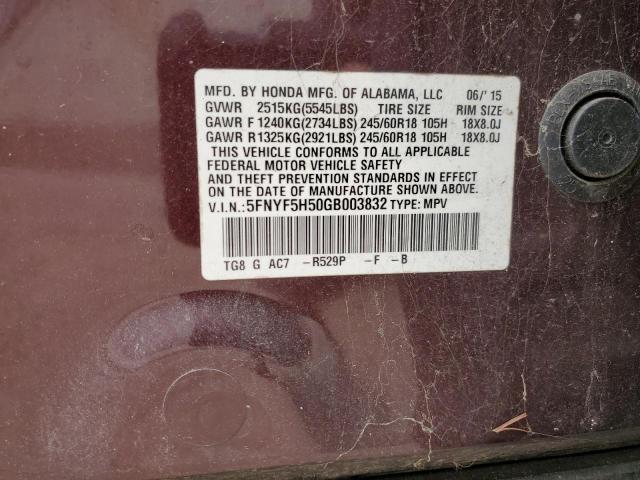 MFD. BY HONDA MFG. OF ALABAMA, LLC 06/'15
GVWR 2515KG(5545LBS) TIRE SIZE RIM SIZE
GAWR F 1240KG(2734LBS) 245/60R18 105H 18X8.0J
GAWR R 1325KG(2921LBS) 245/60R18 105H 18X8.0J
THIS VEHICLE CONFORMS TO ALL APPLICABLE
FEDERAL MOTOR VEHICLE SAFETY
AND THEFT PREVENTION STANDARDS IN EFFECT
ON THE DATE OF MANUFACTURE SHOWN ABOVE.
V.I.N.: 5FNYF5H50GB003832 TYPE: MPV
TG8 G AC7 -R529P -F -B